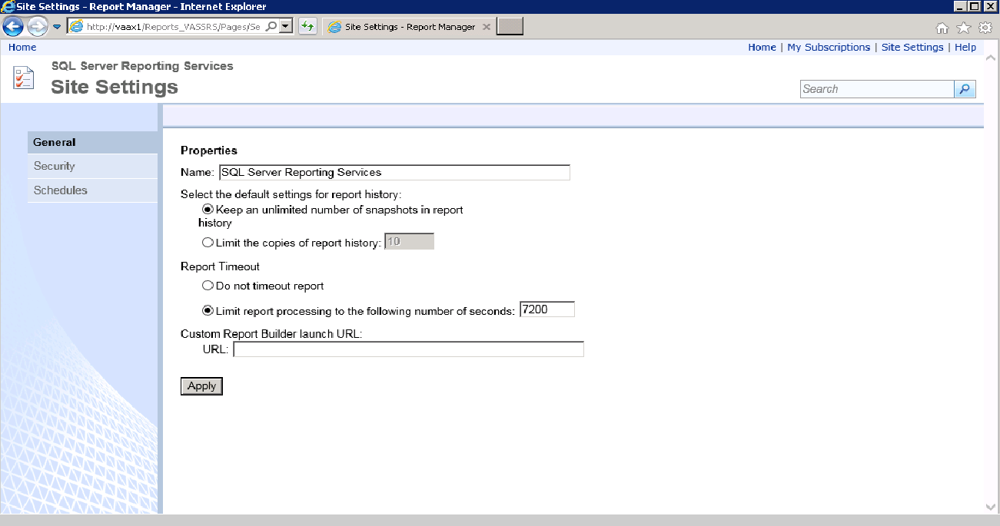 Site Settings - Report Manager - Internet Explorer
http://vaax1/Reports_VASSRS/Pages/Se
Site Settings - Report Manager
Home
Home | My Subscriptions | Site Settings | Help
SQL Server Reporting Services
Site Settings
Search
General
Security
Schedules
Properties
Name: SQL Server Reporting Services
Select the default settings for report history:
Keep an unlimited number of snapshots in report
history
Limit the copies of report history: 10
Report Timeout
Do not timeout report
Limit report processing to the following number of seconds: 7200
Custom Report Builder launch URL:
URL:
Apply